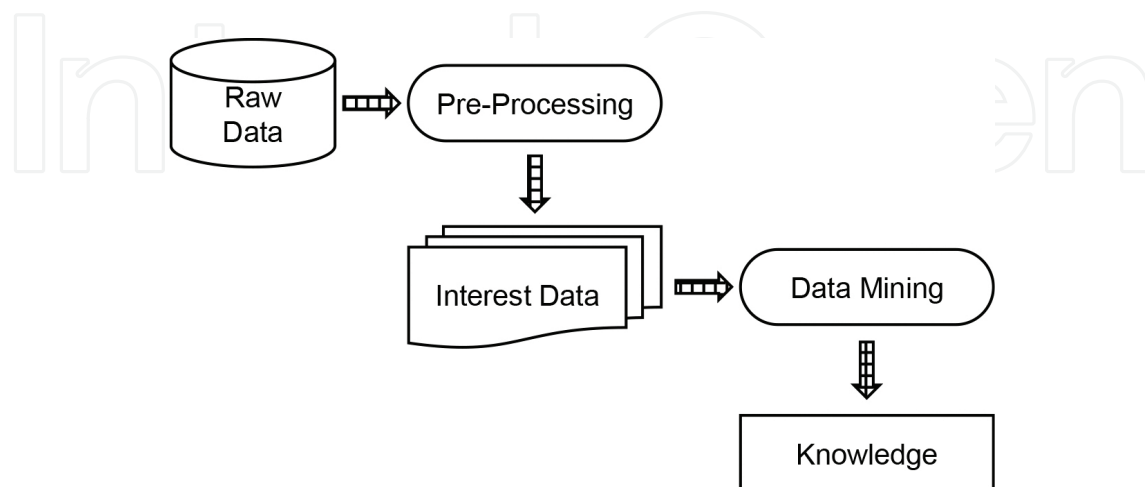 Raw
Data
Pre-Processing
Interest Data
Data Mining
Knowledge